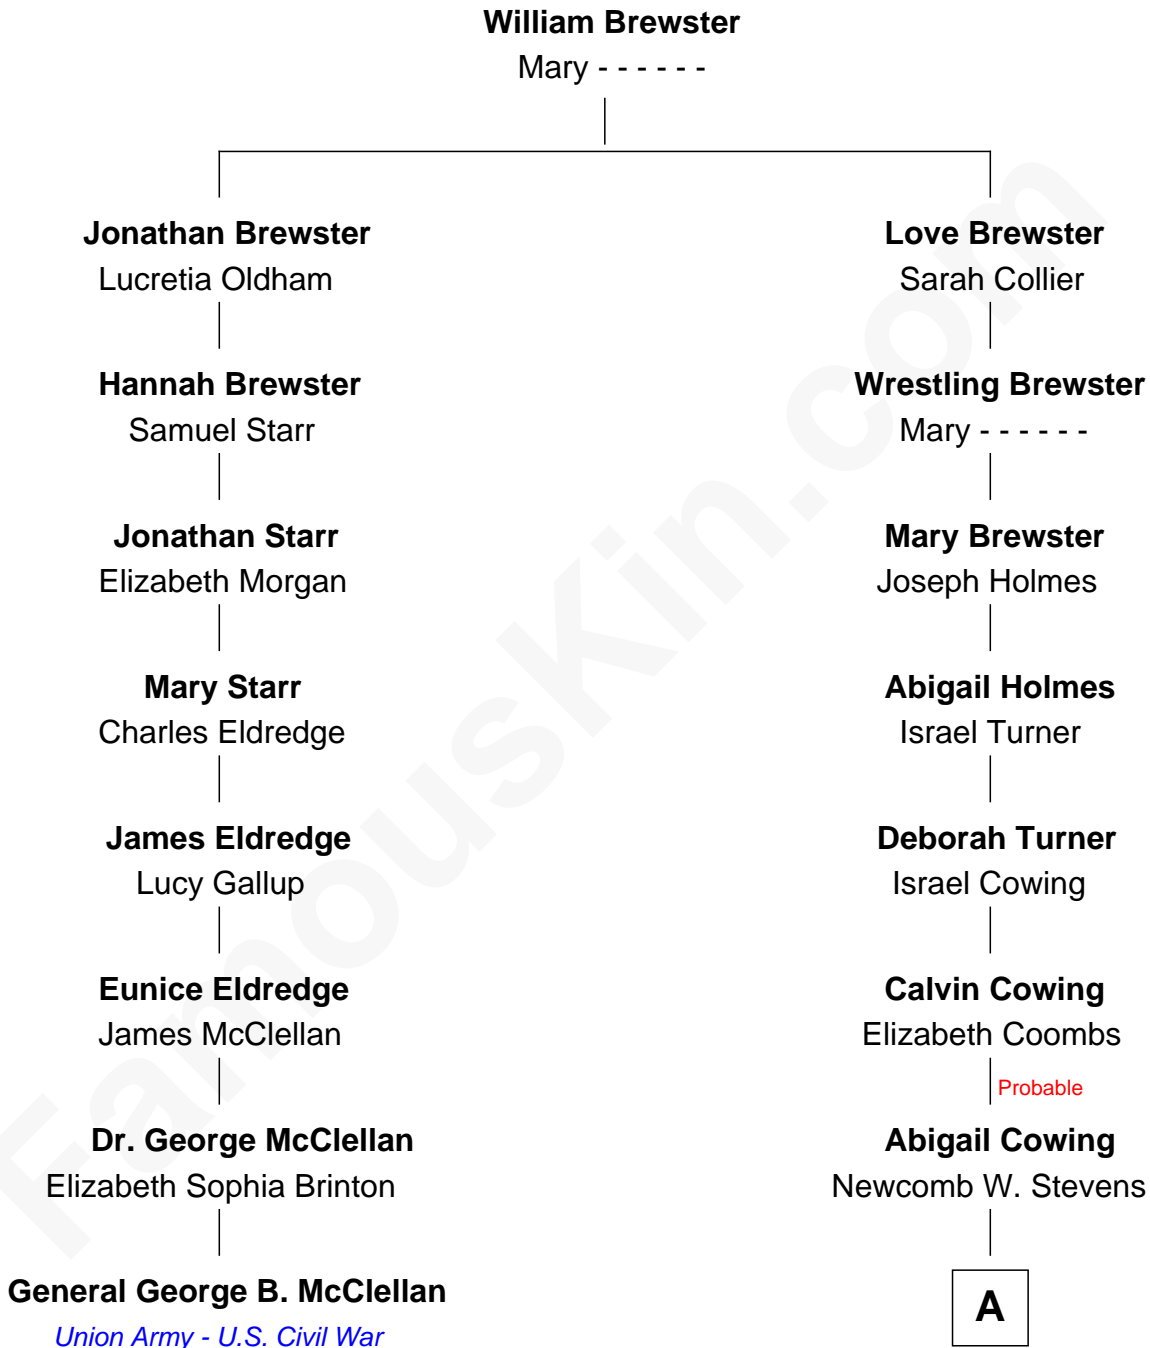 William Brewster
Mary - - - - - -
Jonathan Brewster
Lucretia Oldham
Love Brewster
Sarah Collier
Hannah Brewster
Samuel Starr
Wrestling Brewster
Mary - - - - - -
Jonathan Starr
Elizabeth Morgan
Mary Brewster
Joseph Holmes
Mary Starr
Charles Eldredge
Abigail Holmes
Israel Turner
James Eldredge
Lucy Gallup
Deborah Turner
Israel Cowing
Eunice Eldredge
James McClellan
Calvin Cowing
Elizabeth Coombs
Probable
Dr. George McClellan
Elizabeth Sophia Brinton
Abigail Cowing
Newcomb W. Stevens
General George B. McClellan
Union Army - U.S. Civil War
A
FamousKin.com